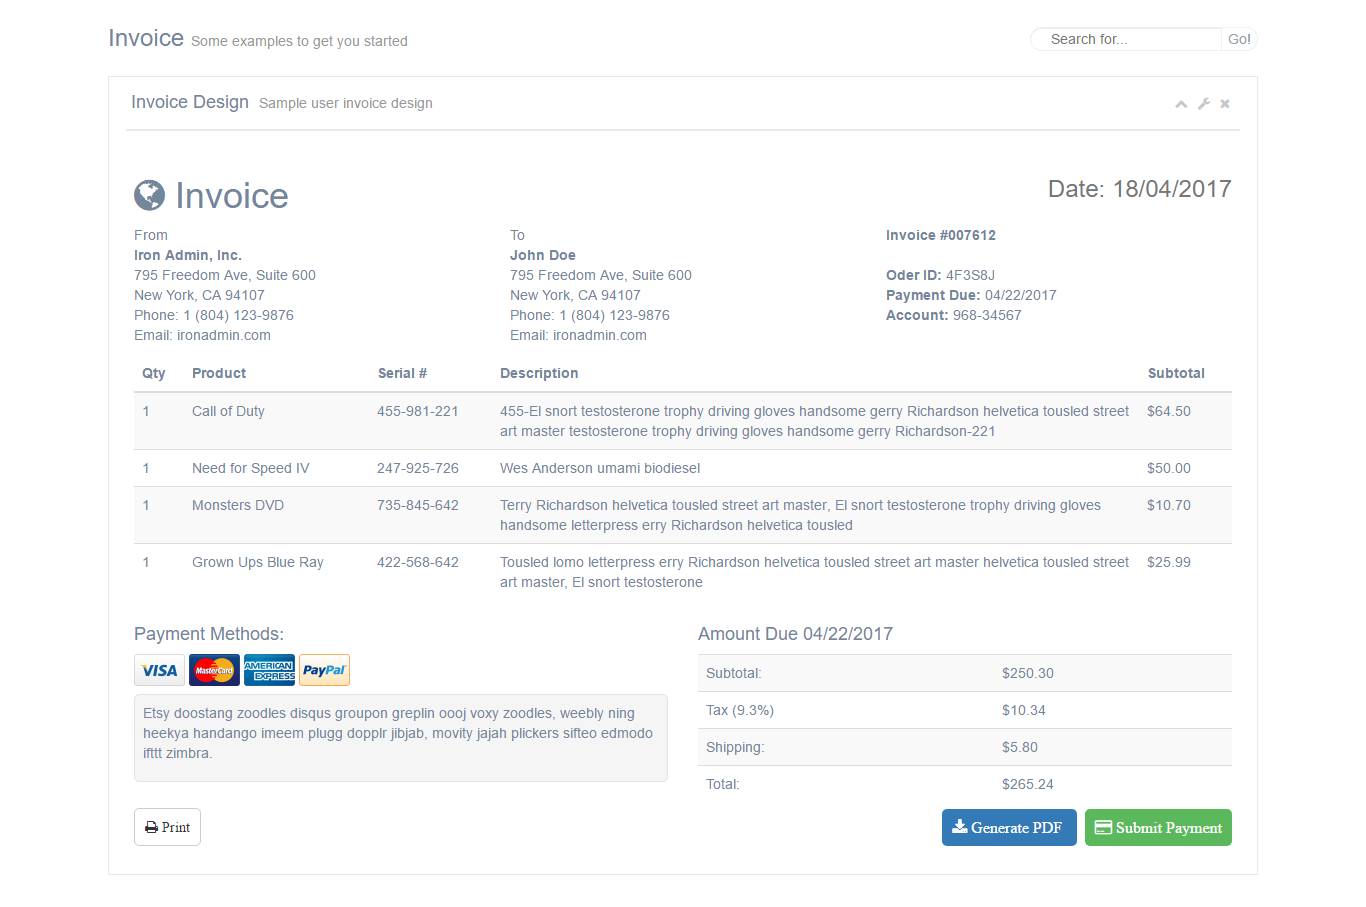 Invoice Some examples to get you started
Search for... Go!
Invoice Design Sample user invoice design
Invoice
Date: 18/04/2017
From
Iron Admin, Inc.
795 Freedom Ave, Suite 600
New York, CA 94107
Phone: 1 (804) 123-9876
Email: ironadmin.com
To
John Doe
795 Freedom Ave, Suite 600
New York, CA 94107
Phone: 1 (804) 123-9876
Email: ironadmin.com
Invoice #007612
Oder ID: 4F3S8J
Payment Due: 04/22/2017
Account: 968-34567
Qty Product Serial # Description Subtotal
1 Call of Duty 455-981-221 455-El snort testosterone trophy driving gloves handsome gerry Richardson helvetica tousled street $64.50
art master testosterone trophy driving gloves handsome gerry Richardson-221
1 Need for Speed IV 247-925-726 Wes Anderson umami biodiesel $50.00
1 Monsters DVD 735-845-642 Terry Richardson helvetica tousled street art master, El snort testosterone trophy driving gloves $10.70
handsome letterpress erry Richardson helvetica tousled
1 Grown Ups Blue Ray 422-568-642 Tousled lomo letterpress erry Richardson helvetica tousled street art master helvetica tousled street $25.99
art master, El snort testosterone
Payment Methods:
VISA MasterCard AMERICAN EXPRESS PayPal
Etsy doostang zoodles disqus groupon greplin oooj voxy zoodles, weebly ning
heekya handango imeem plugg dopplr jibjab, movity jajah plickers sifteo edmodo
ifttt zimbra.
Amount Due 04/22/2017
Subtotal: $250.30
Tax (9.3%) $10.34
Shipping: $5.80
Total: $265.24
Print
Generate PDF
Submit Payment